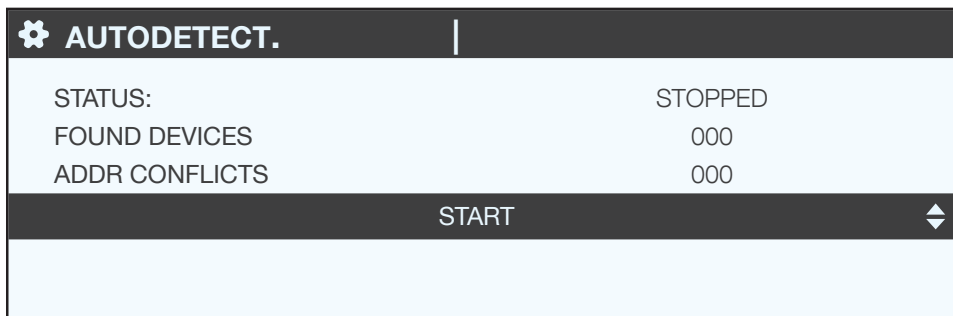 AUTODETECT.
STATUS: STOPPED
FOUND DEVICES 000
ADDR CONFLICTS 000
START